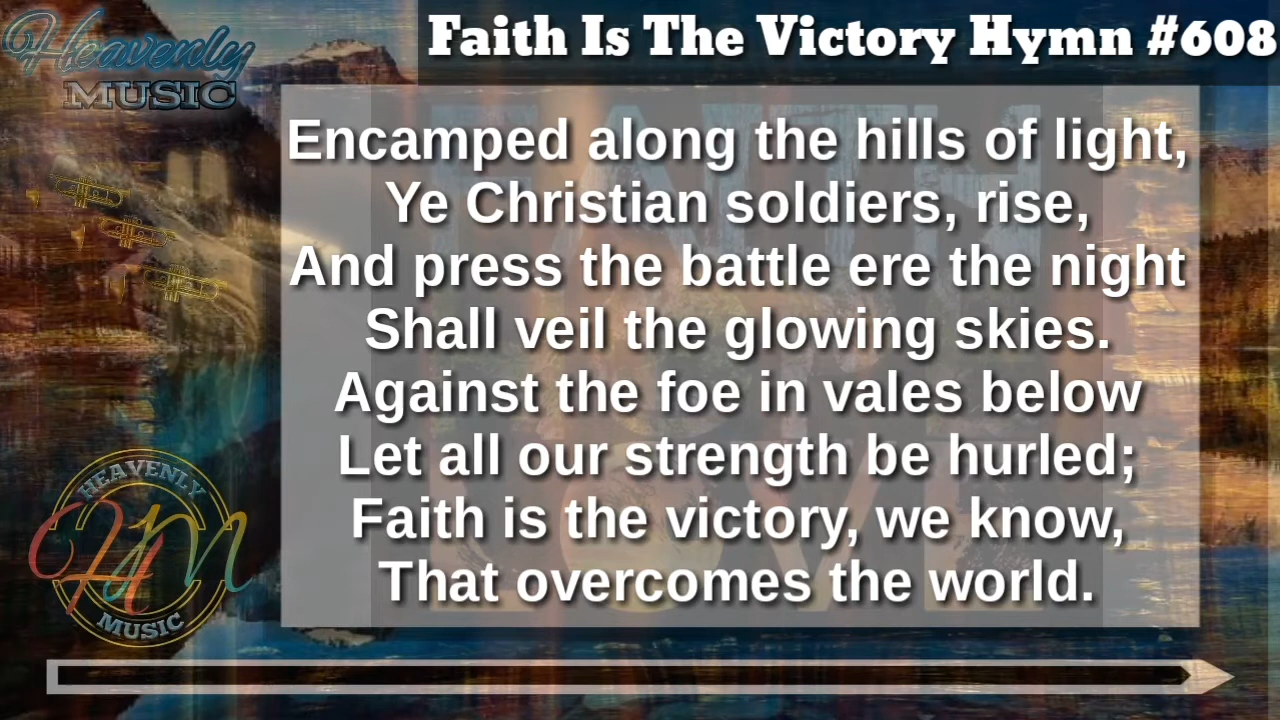 Heavenly
MUSIC
Faith Is The Victory Hymn #608
Encamped along the hills of light,
Ye Christian soldiers, rise,
And press the battle ere the night
Shall veil the glowing skies.
Against the foe in vales below
Let all our strength be hurled;
Faith is the victory, we know,
That overcomes the world.
HEAVENLY
HM
MUSIC